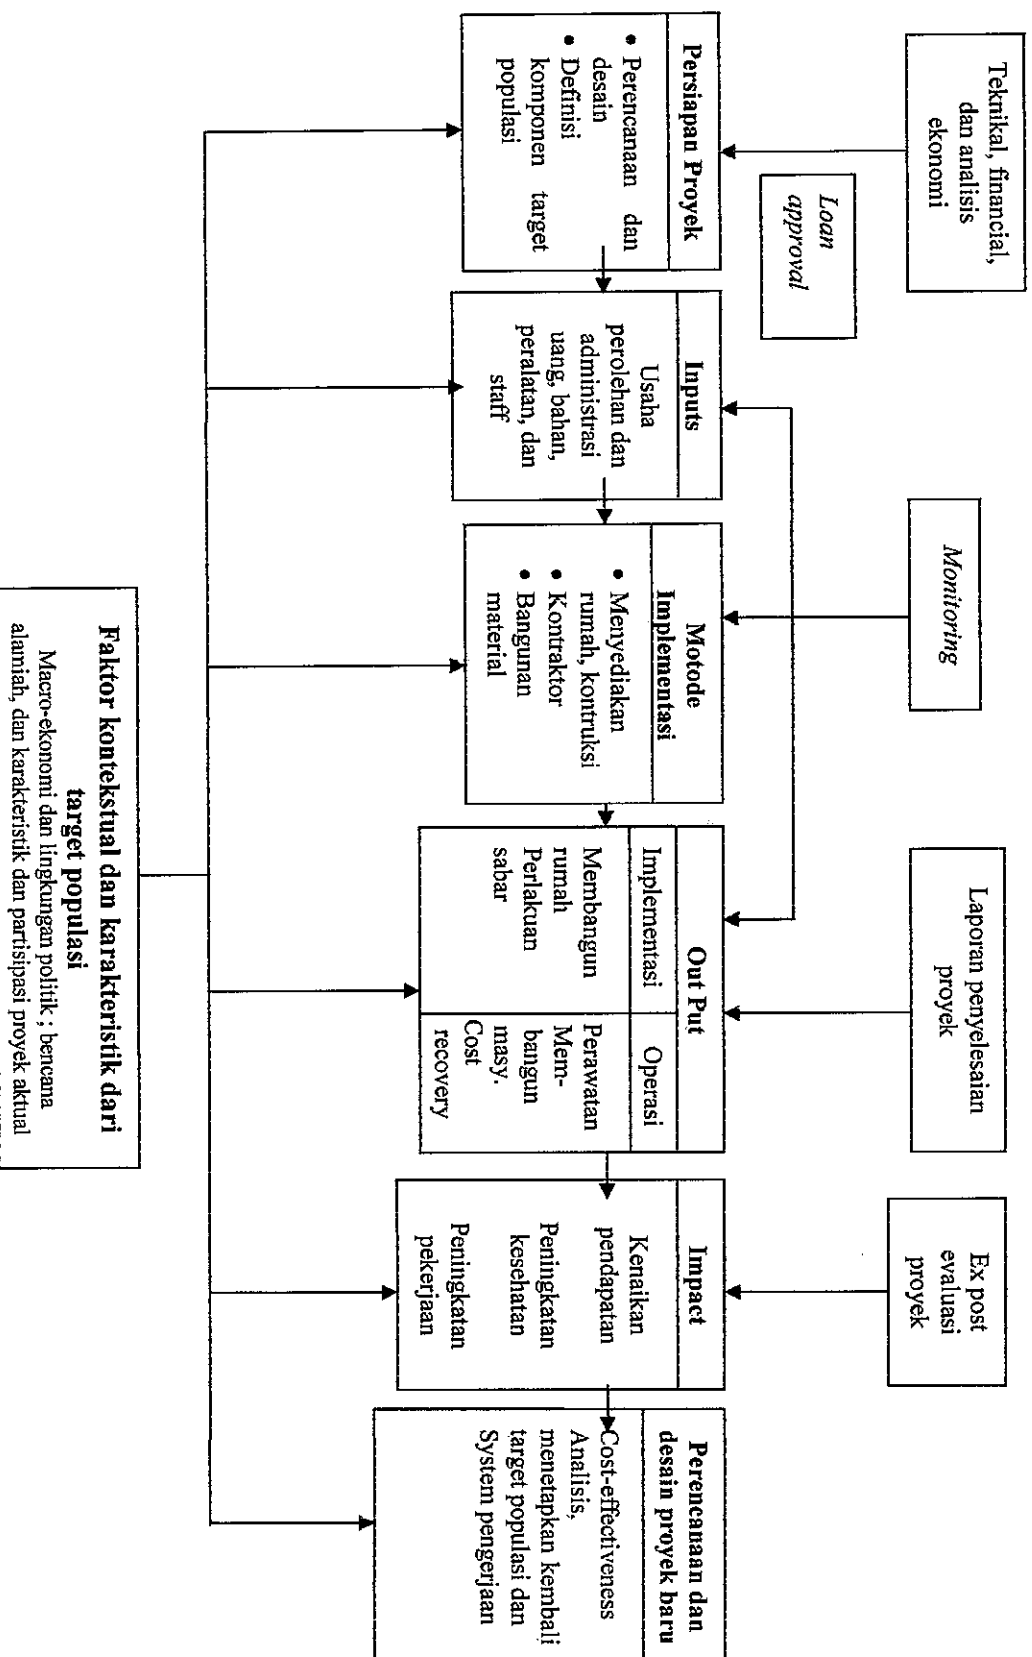 Teknikal, financial,
dan analisis
ekonomi
Loan
approval
Monitoring
Laporan penyelesaian
proyek
Ex post
evaluasi
proyek
Persiapan Proyek
• Perencanaan dan
desain
• Definisi
komponen target
populasi
Inputs
Usaha
perolehan dan
administrasi
uang, bahan,
peralatan, dan
staff
Motode
Implementasi
• Menyediakan
rumah, kontruksi
• Kontraktor
• Bangunan
material
Out Put
Implementasi
Membangun
rumah
Perlakuan
sabar
Operasi
Perawatan
Mem-
bangun
masy.
Cost
recovery
Impact
Kenaikan
pendapatan
Peningkatan
kesehatan
Peningkatan
pekerjaan
Perencanaan dan
desain proyek baru
Cost-effectiveness
Analisis,
menetapkan kembali
target populasi dan
System pengerjaan
Faktor kontekstual dan karakteristik dari
target populasi
Macro-ekonomi dan lingkungan politik ; bencana
alamiah, dan karakteristik dan partisipasi proyek aktual